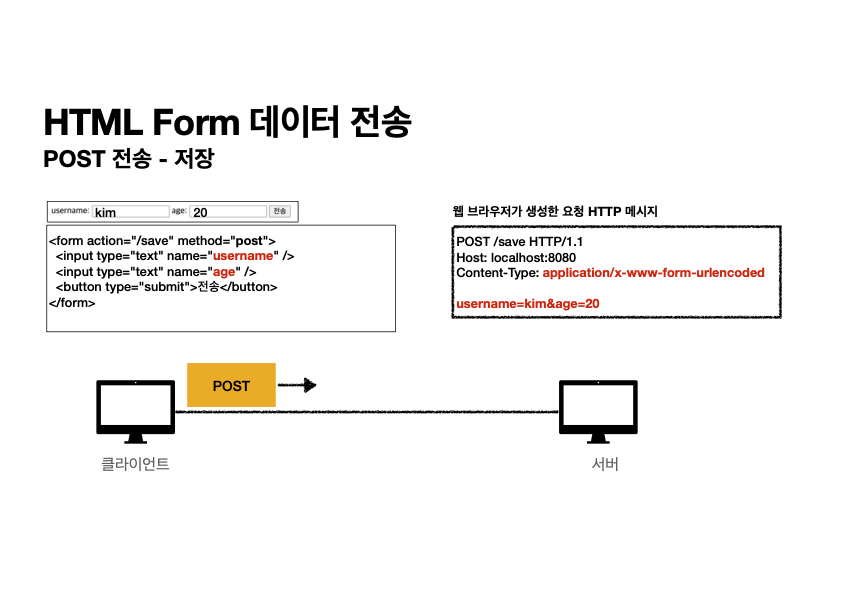 HTML Form 데이터 전송
POST 전송 - 저장
username: kim age: 20 전송
<form action="/save" method="post">
<input type="text" name="username" />
<input type="text" name="age" />
<button type="submit">전송</button>
</form>
웹 브라우저가 생성한 요청 HTTP 메시지
POST /save HTTP/1.1
Host: localhost:8080
Content-Type: application/x-www-form-urlencoded
username=kim&age=20
POST
클라이언트
서버